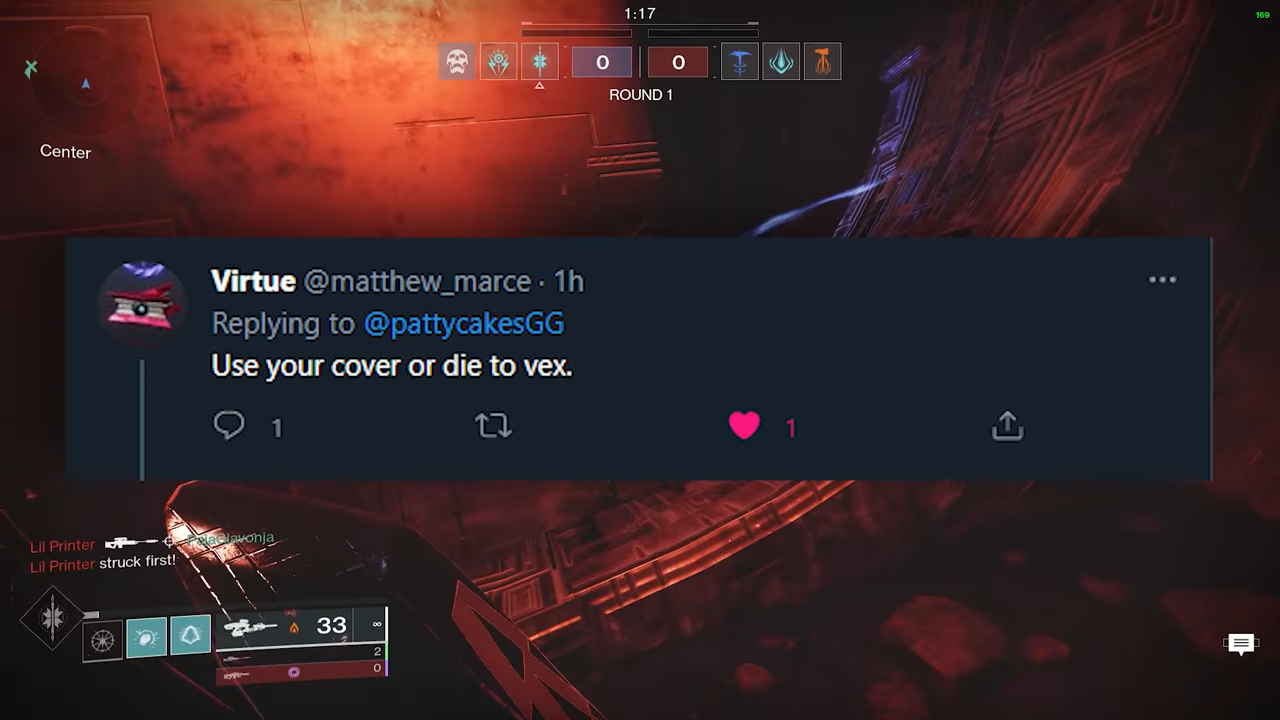 1:17
169
0
0
ROUND 1
Center
Virtue @matthew_marce · 1h
Replying to @pattycakesGG
Use your cover or die to vex.
1
1
Lil Printer
Lil Printer struck first!
33
∞
2
0